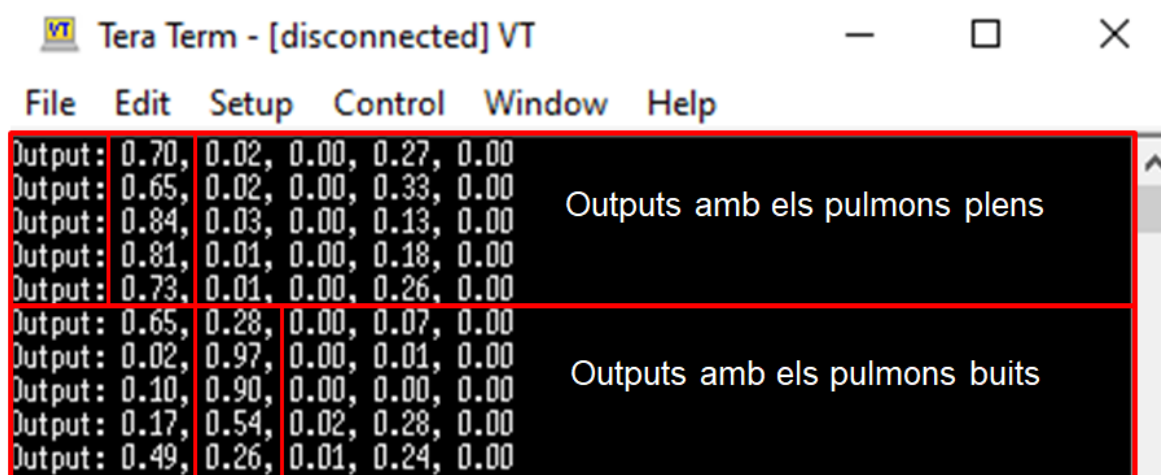 VT Tera Term - [disconnected] VT
File Edit Setup Control Window Help
Output: 0.70, 0.02, 0.00, 0.27, 0.00
Output: 0.65, 0.02, 0.00, 0.33, 0.00
Output: 0.84, 0.03, 0.00, 0.13, 0.00
Output: 0.81, 0.01, 0.00, 0.18, 0.00
Output: 0.73, 0.01, 0.00, 0.26, 0.00
Outputs amb els pulmons plens
Output: 0.65, 0.28, 0.00, 0.07, 0.00
Output: 0.02, 0.97, 0.00, 0.01, 0.00
Output: 0.10, 0.90, 0.00, 0.00, 0.00
Output: 0.17, 0.54, 0.02, 0.28, 0.00
Output: 0.49, 0.26, 0.01, 0.24, 0.00
Outputs amb els pulmons buits